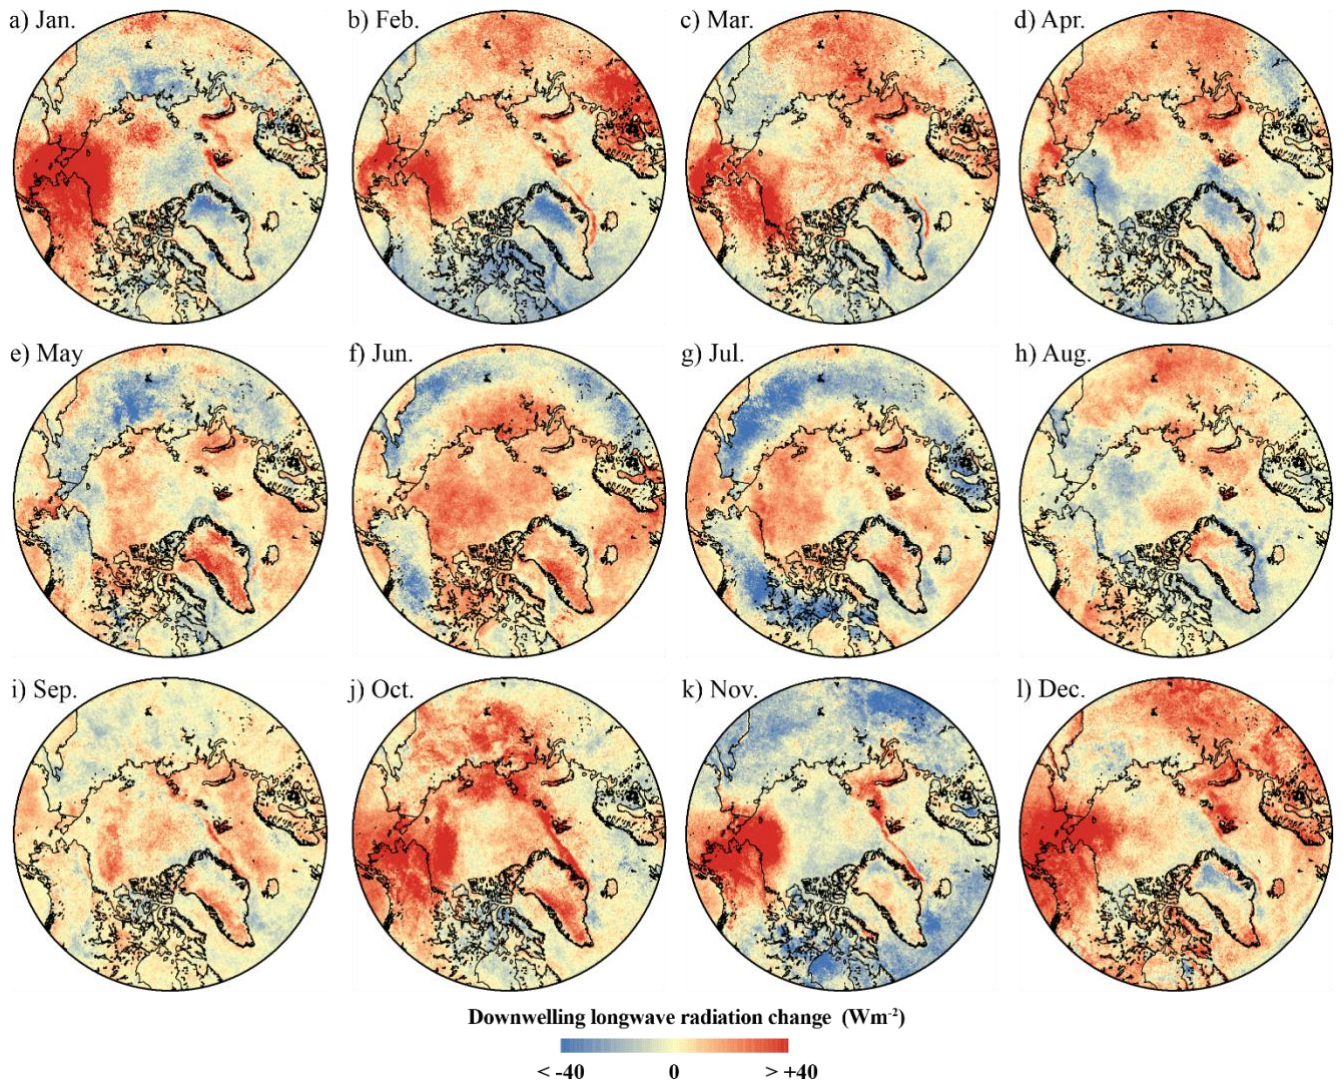 a) Jan.
b) Feb.
c) Mar.
d) Apr.
e) May
f) Jun.
g) Jul.
h) Aug.
i) Sep.
j) Oct.
k) Nov.
l) Dec.
Downwelling longwave radiation change (Wm⁻²)
< -40 0 > +40